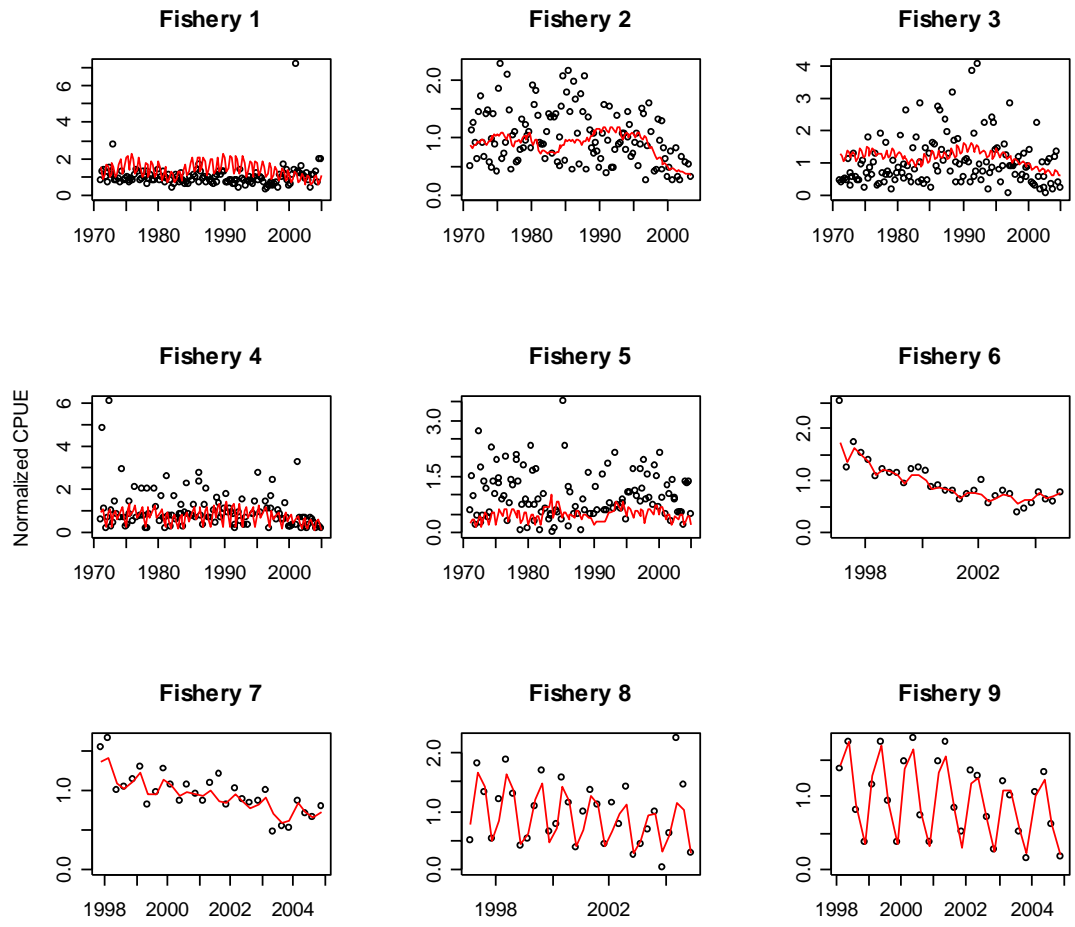 Fishery 1
Fishery 2
Fishery 3
0 2 4 6
0.0 1.0 2.0
0 1 2 3 4
1970 1980 1990 2000
1970 1980 1990 2000
1970 1980 1990 2000
Normalized CPUE
Fishery 4
Fishery 5
Fishery 6
0 2 4 6
0.0 1.5 3.0
0.0 1.0 2.0
1970 1980 1990 2000
1970 1980 1990 2000
1998 2002
Fishery 7
Fishery 8
Fishery 9
0.0 1.0
0.0 1.0 2.0
0.0 1.0
1998 2000 2002 2004
1998 2002
1998 2000 2002 2004